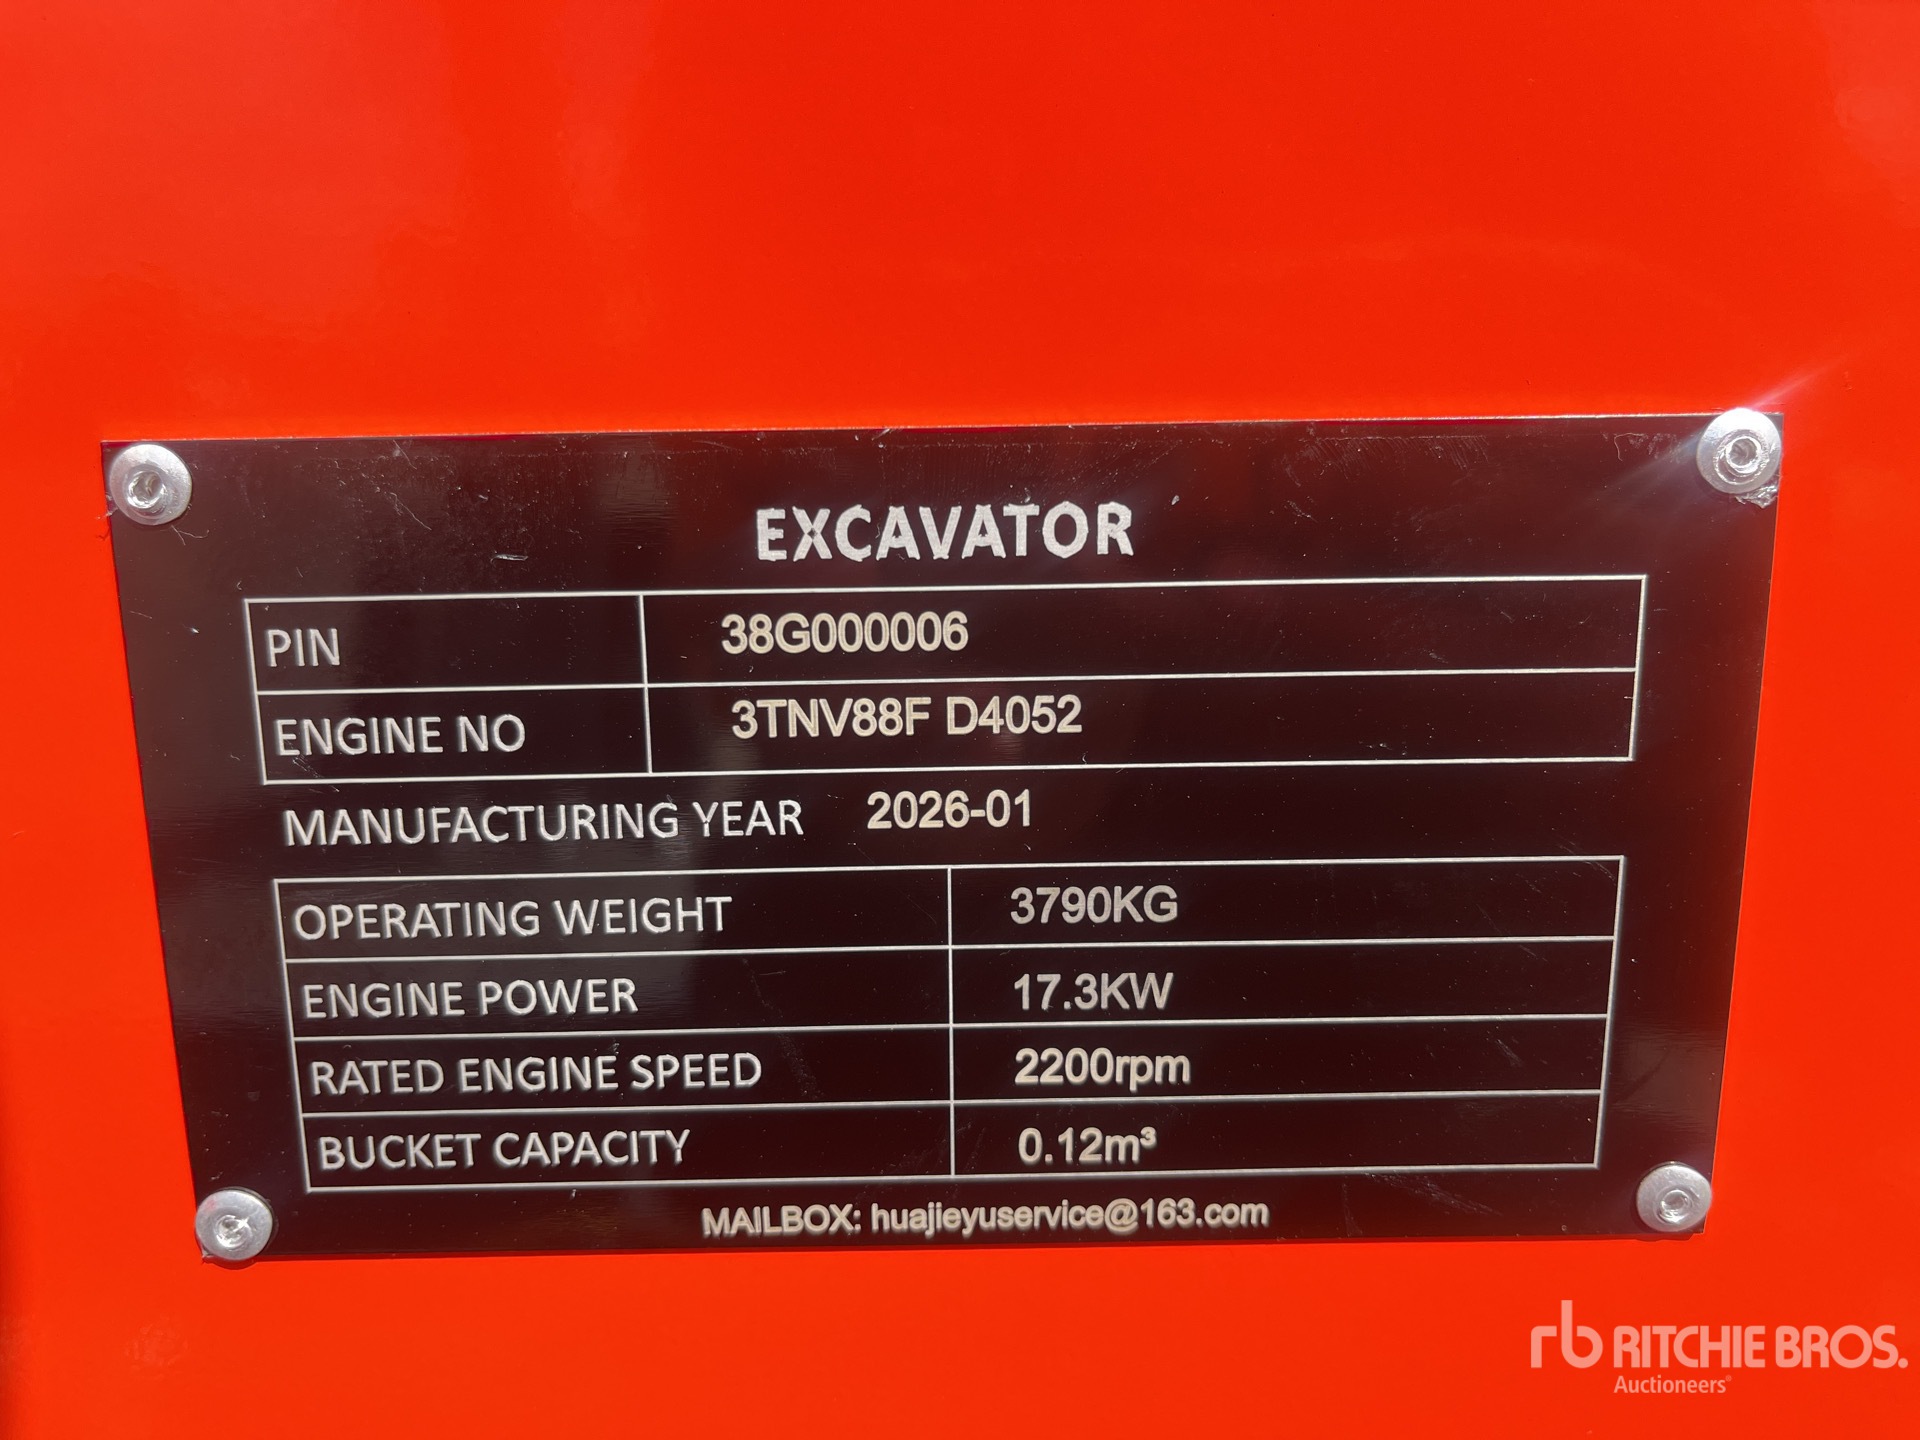 EXCAVATOR
PIN 38G000006
ENGINE NO 3TNV88F D4052
MANUFACTURING YEAR 2026-01
OPERATING WEIGHT 3790KG
ENGINE POWER 17.3KW
RATED ENGINE SPEED 2200rpm
BUCKET CAPACITY 0.12m³
MAILBOX: huajieyuservice@163.com
rb RITCHIE BROS.
Auctioneers®